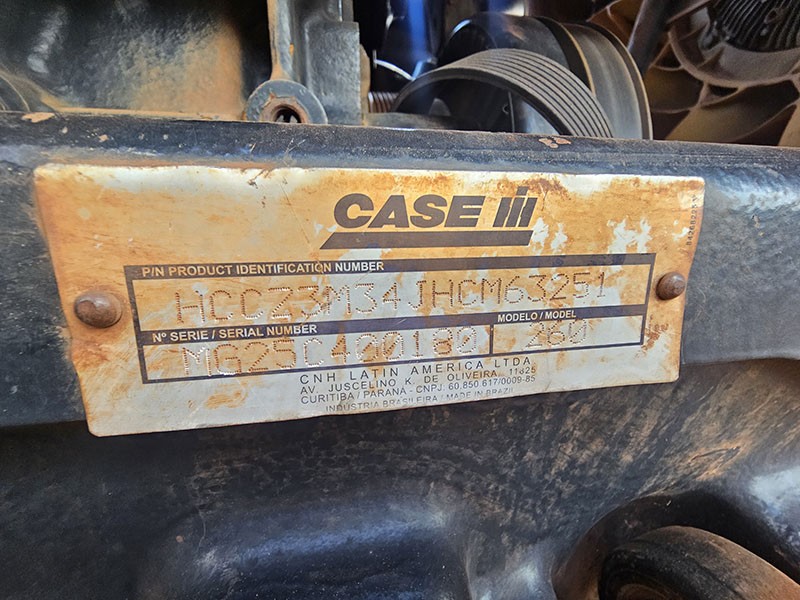 CASE III
P/N PRODUCT IDENTIFICATION NUMBER
HCCZ3M34JHCM63251
Nº SERIE / SERIAL NUMBER
MODELO / MODEL
MG25C400180
260
CNH LATIN AMERICA LTDA
AV. JUSCELINO K. DE OLIVEIRA, 11825
CURITIBA / PARANA - CNPJ. 60.850.617/0009-85
INDUSTRIA BRASILEIRA / MADE IN BRAZIL